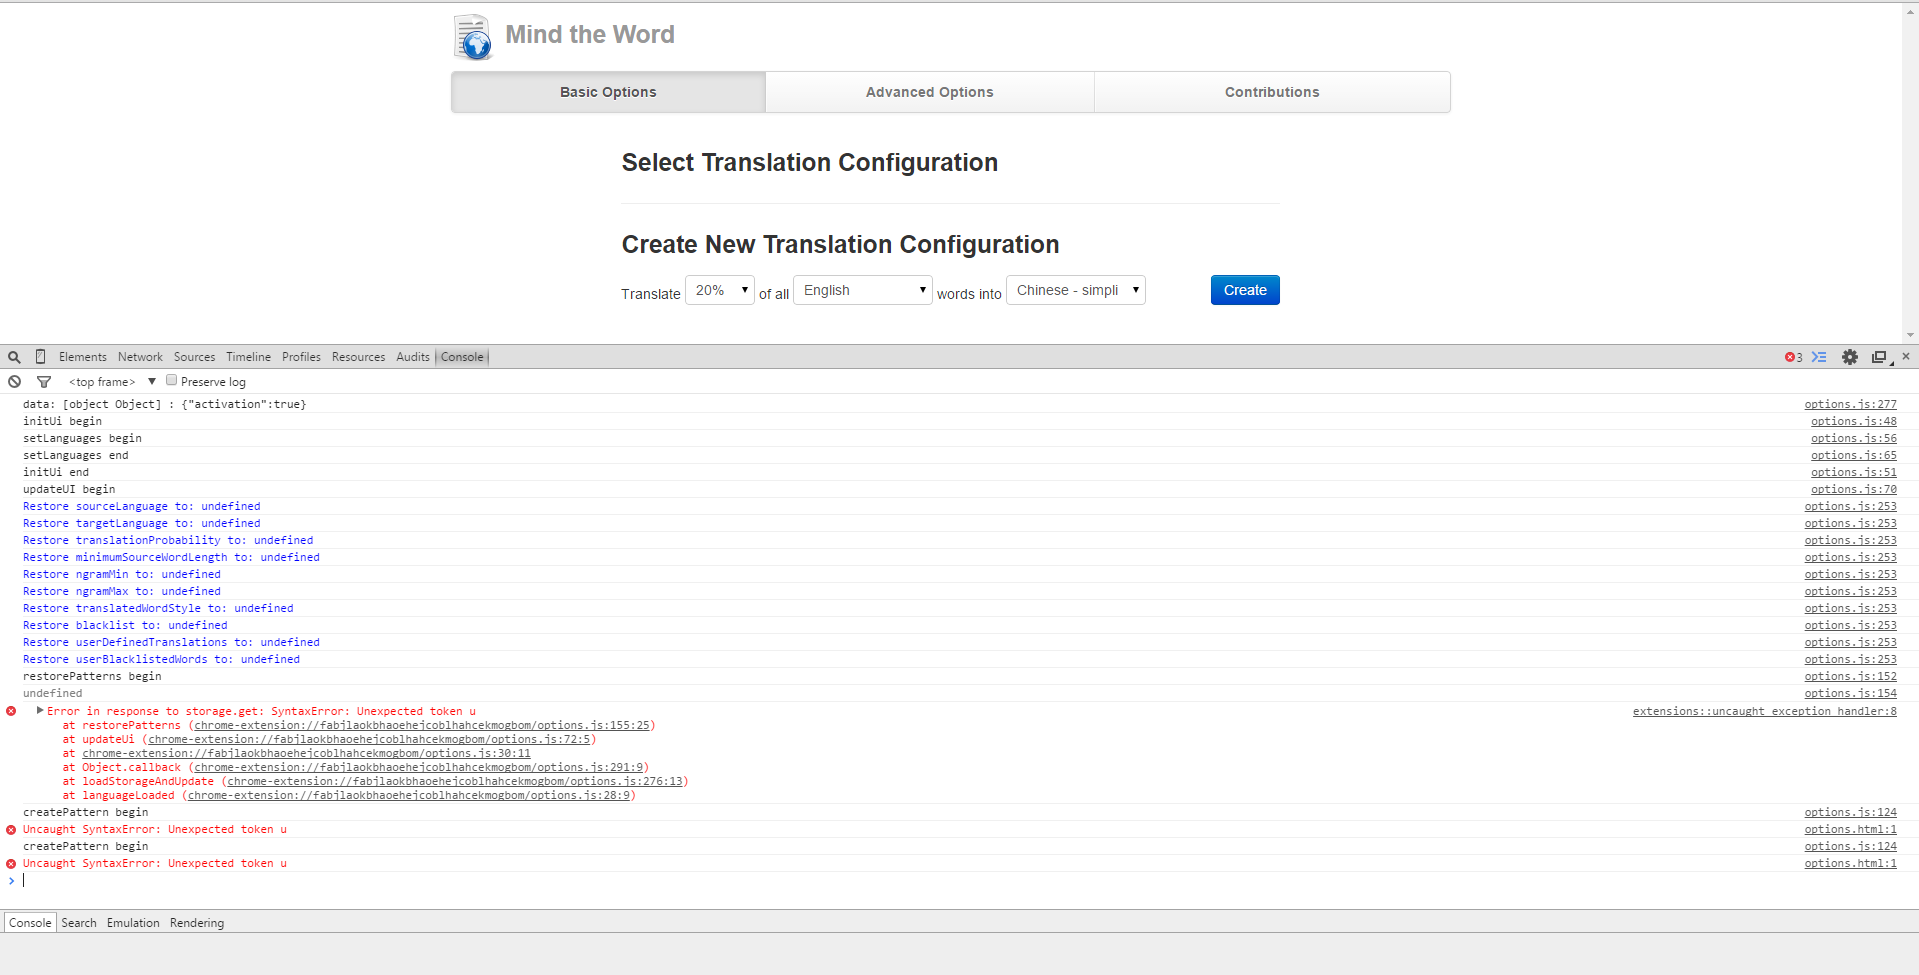 Mind the Word
Basic Options Advanced Options Contributions
Select Translation Configuration
Create New Translation Configuration
Translate 20% of all English words into Chinese - simpli Create
Elements Network Sources Timeline Profiles Resources Audits Console 3
<top frame> Preserve log
data: [object Object] : {"activation":true} options.js:277
initUi begin options.js:48
setLanguages begin options.js:56
setLanguages end options.js:65
initUi end options.js:51
updateUI begin options.js:70
Restore sourceLanguage to: undefined options.js:253
Restore targetLanguage to: undefined options.js:253
Restore translationProbability to: undefined options.js:253
Restore minimumSourceWordLength to: undefined options.js:253
Restore ngramMin to: undefined options.js:253
Restore ngramMax to: undefined options.js:253
Restore translatedWordStyle to: undefined options.js:253
Restore blacklist to: undefined options.js:253
Restore userDefinedTranslations to: undefined options.js:253
Restore userBlacklistedWords to: undefined options.js:253
restorePatterns begin options.js:152
undefined options.js:154
Error in response to storage.get: SyntaxError: Unexpected token u extensions::uncaught_exception_handler:8
at restorePatterns (chrome-extension://fabjlaokbhaoehejcoblhahcekmogbom/options.js:155:25)
at updateUi (chrome-extension://fabjlaokbhaoehejcoblhahcekmogbom/options.js:72:5)
at chrome-extension://fabjlaokbhaoehejcoblhahcekmogbom/options.js:30:11
at Object.callback (chrome-extension://fabjlaokbhaoehejcoblhahcekmogbom/options.js:291:9)
at loadStorageAndUpdate (chrome-extension://fabjlaokbhaoehejcoblhahcekmogbom/options.js:276:13)
at languageLoaded (chrome-extension://fabjlaokbhaoehejcoblhahcekmogbom/options.js:28:9)
createPattern begin options.js:124
Uncaught SyntaxError: Unexpected token u options.html:1
createPattern begin options.js:124
Uncaught SyntaxError: Unexpected token u options.html:1
Console Search Emulation Rendering